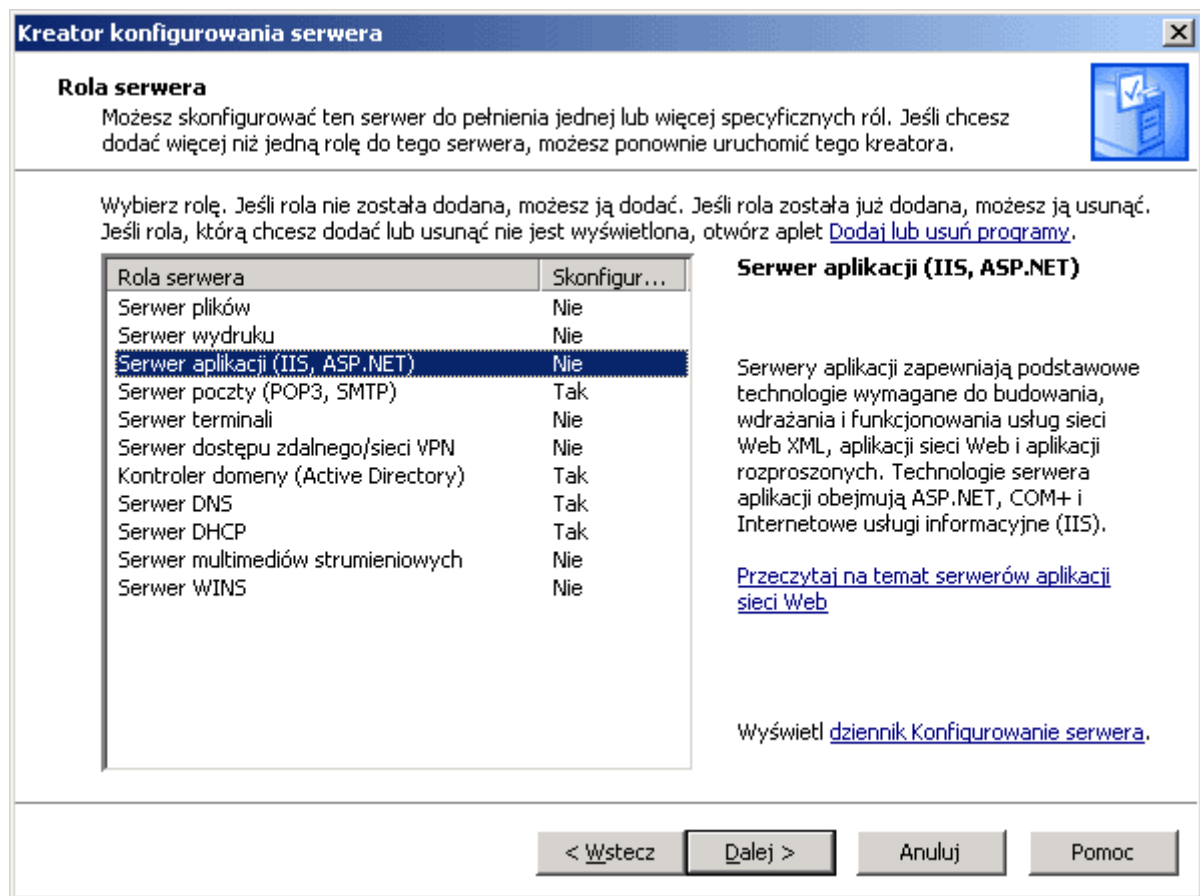 Kreator konfigurowania serwera
Rola serwera
Możesz skonfigurować ten serwer do pełnienia jednej lub więcej specyficznych ról. Jeśli chcesz
dodać więcej niż jedną rolę do tego serwera, możesz ponownie uruchomić tego kreatora.
Wybierz rolę. Jeśli rola nie została dodana, możesz ją dodać. Jeśli rola została już dodana, możesz ją usunąć.
Jeśli rola, którą chcesz dodać lub usunąć nie jest wyświetlona, otwórz aplet Dodaj lub usuń programy.
Rola serwera Skonfigur...
Serwer plików Nie
Serwer wydruku Nie
Serwer aplikacji (IIS, ASP.NET) Nie
Serwer poczty (POP3, SMTP) Tak
Serwer terminali Nie
Serwer dostępu zdalnego/sieci VPN Nie
Kontroler domeny (Active Directory) Tak
Serwer DNS Tak
Serwer DHCP Tak
Serwer multimediów strumieniowych Nie
Serwer WINS Nie
Serwer aplikacji (IIS, ASP.NET)
Serwery aplikacji zapewniają podstawowe
technologie wymagane do budowania,
wdrażania i funkcjonowania usług sieci
Web XML, aplikacji sieci Web i aplikacji
rozproszonych. Technologie serwera
aplikacji obejmują ASP.NET, COM+ i
Internetowe usługi informacyjne (IIS).
Przeczytaj na temat serwerów aplikacji
sieci Web
Wyświetl dziennik Konfigurowanie serwera.
< Wstecz Dalej > Anuluj Pomoc